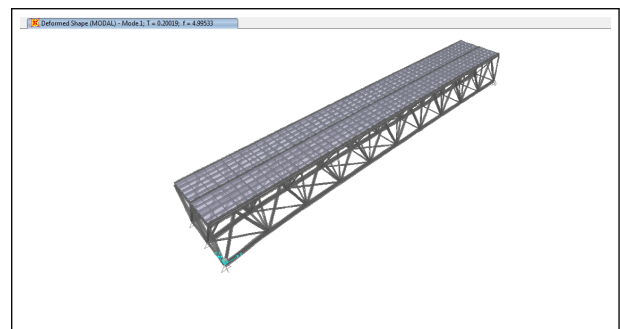 Deformed Shape (MODAL) - Mode 1; T = 0.20019; f = 4.99533